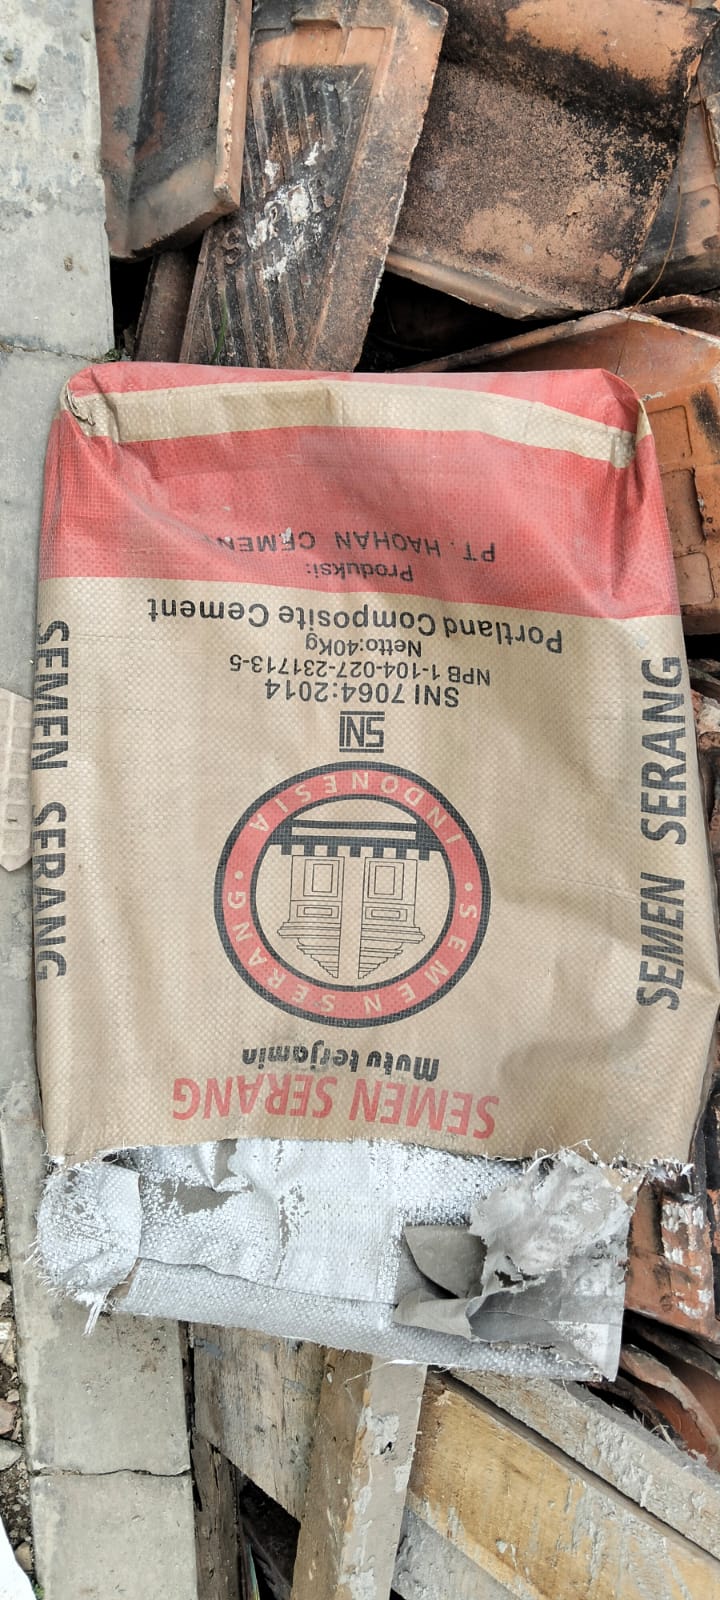 SEMEN SERANG
Mutu terjamin
INDONESIA
SEMEN SERANG
SNI
SNI 7064:2014
NPB 1-104-027-231713-5
Netto:40Kg
Portland Composite Cement
Produksi:
PT. HAOHAN CEMENT
SEMEN SERANG
SEMEN SERANG